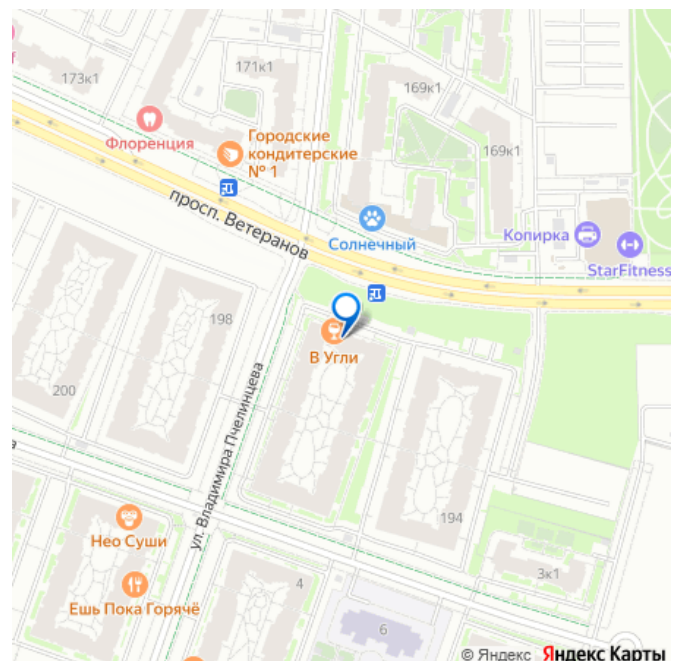 173к1
171к1
169к1
169к1
Флоренция
Городские
кондитерские
№ 1
просп. Ветеранов
Солнечный
Копирка
StarFitness
198
В Угли
200
ул. Владимира Пчелинцева
194
Нео Суши
Ешь Пока Горячё
4
3к1
6
© Яндекс Яндекс Карты